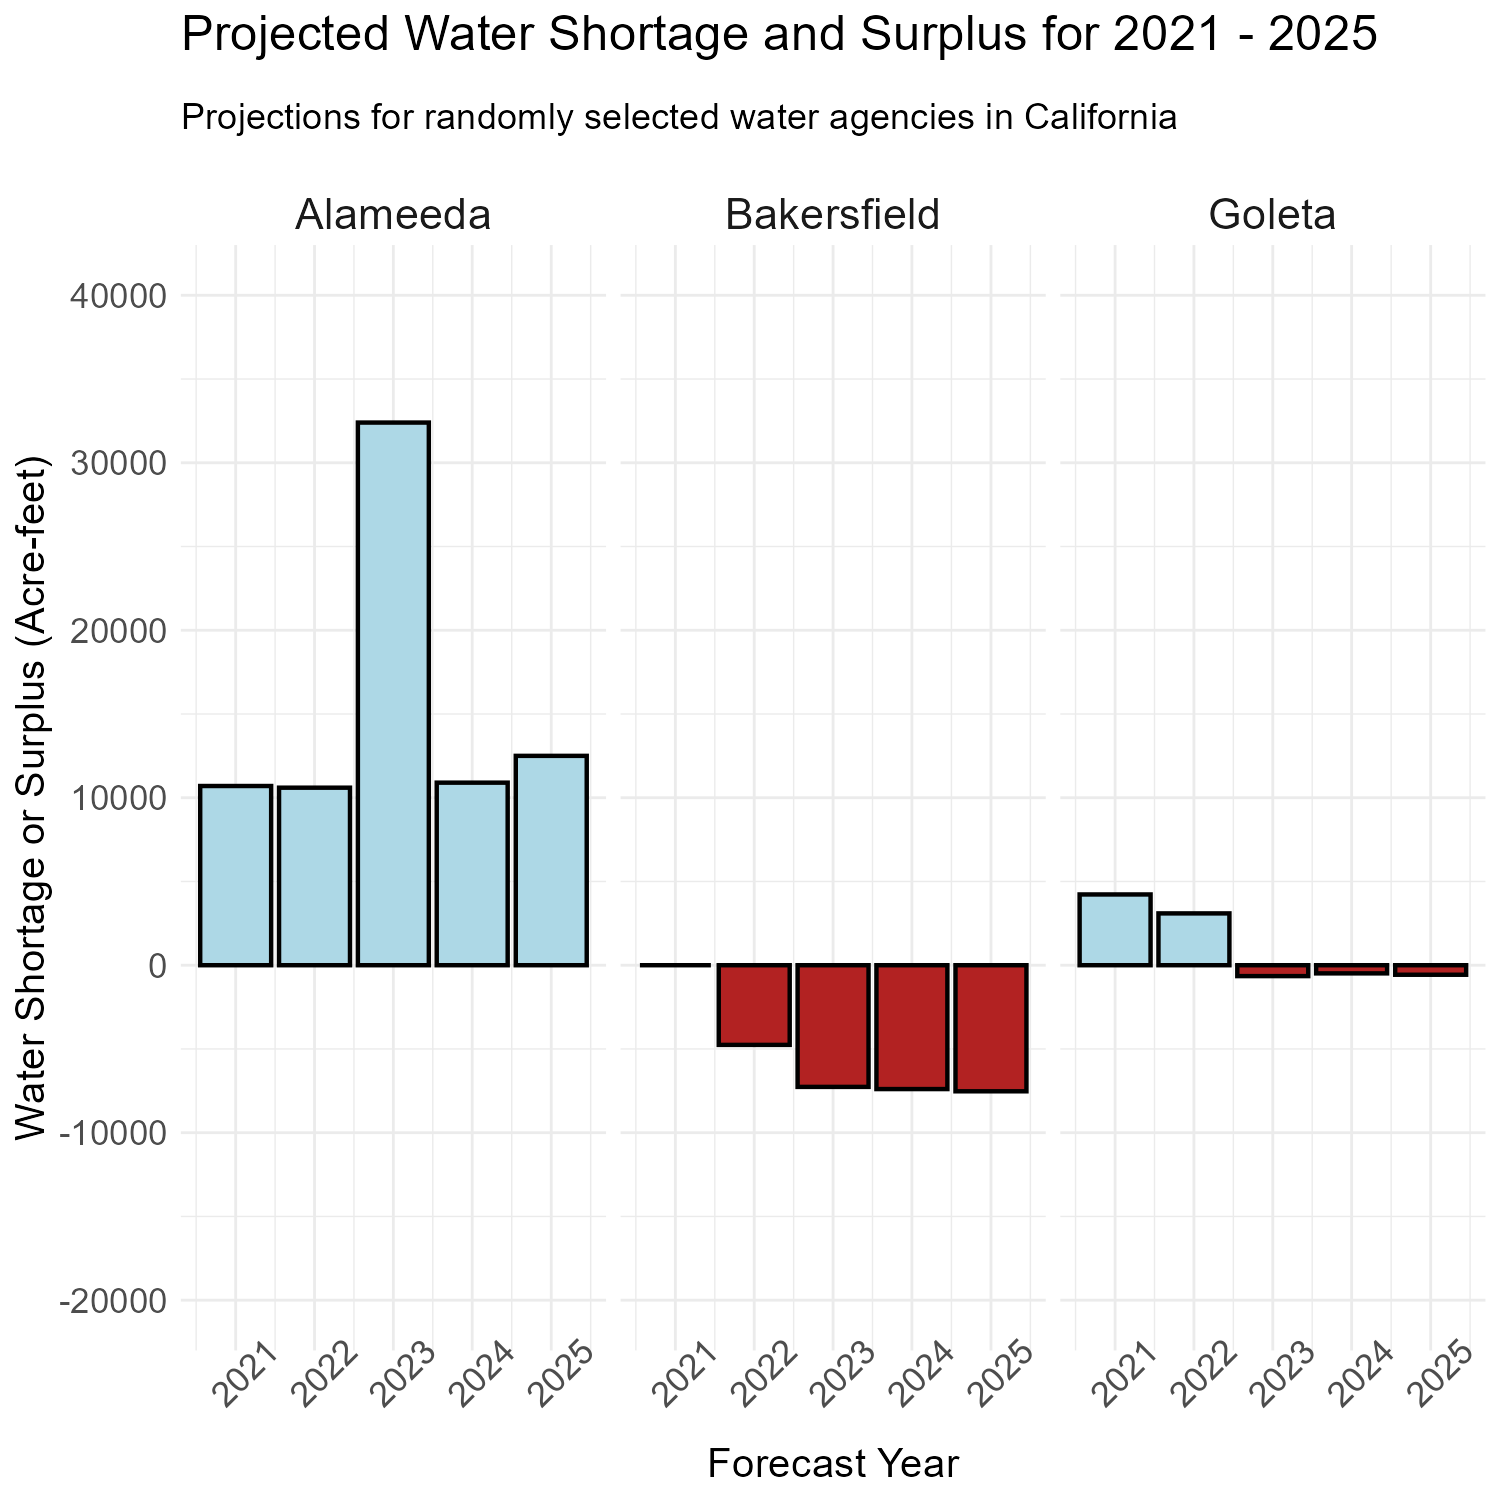 Projected Water Shortage and Surplus for 2021 - 2025
Projections for randomly selected water agencies in California
Alameeda
Bakersfield
Goleta
Water Shortage or Surplus (Acre-feet)
40000
30000
20000
10000
0
-10000
-20000
2021 2022 2023 2024 2025
2021 2022 2023 2024 2025
2021 2022 2023 2024 2025
Forecast Year